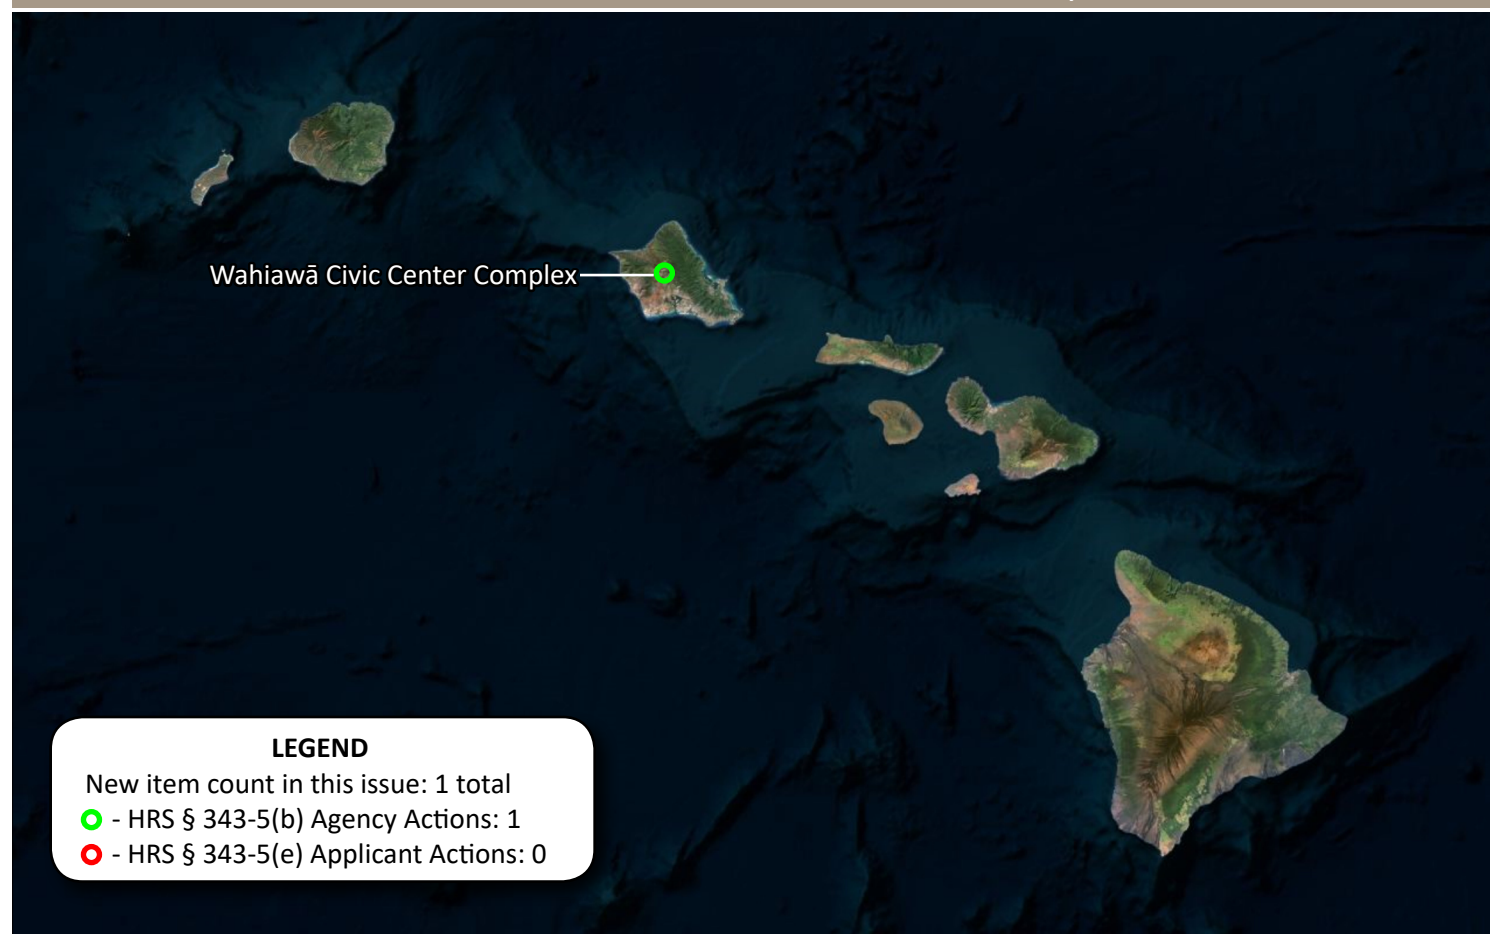 Wahiawā Civic Center Complex
LEGEND
New item count in this issue: 1 total
- HRS § 343-5(b) Agency Actions: 1
- HRS § 343-5(e) Applicant Actions: 0